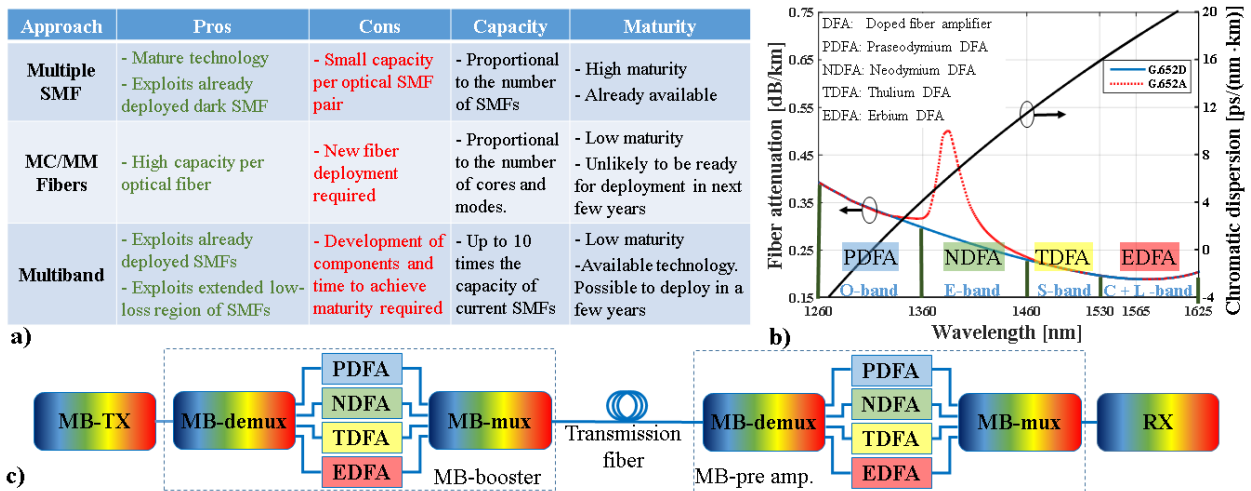 Approach Pros Cons Capacity Maturity
Multiple
SMF
- Mature technology
- Exploits already
deployed dark SMF
- Small capacity
per optical SMF
pair
- Proportional
to the number
of SMFs
- High maturity
- Already available
MC/MM
Fibers
- High capacity per
optical fiber
- New fiber
deployment
required
- Proportional
to the number
of cores and
modes.
- Low maturity
- Unlikely to be ready
for deployment in next
few years
Multiband
- Exploits already
deployed SMFs
- Exploits extended low-
loss region of SMFs
- Development of
components and
time to achieve
maturity required
- Up to 10
times the
capacity of
current SMFs
- Low maturity
-Available technology.
Possible to deploy in a
few years
a)
DFA: Doped fiber amplifier
PDFA: Praseodymium DFA
NDFA: Neodymium DFA
TDFA: Thulium DFA
EDFA: Erbium DFA
G.652D
G.652A
Fiber attenuation [dB/km]
0.75
0.65
0.55
0.45
0.35
0.25
0.15
Chromatic dispersion [ps/(nm ·km)]
20
16
12
8
4
0
-4
PDFA NDFA TDFA EDFA
O-band E-band S-band C + L -band
1260 1360 1460 1530 1565 1625
Wavelength [nm]
b)
MB-TX
MB-demux
PDFA
NDFA
TDFA
EDFA
MB-mux
MB-booster
Transmission
fiber
MB-demux
PDFA
NDFA
TDFA
EDFA
MB-mux
MB-pre amp.
RX
c)